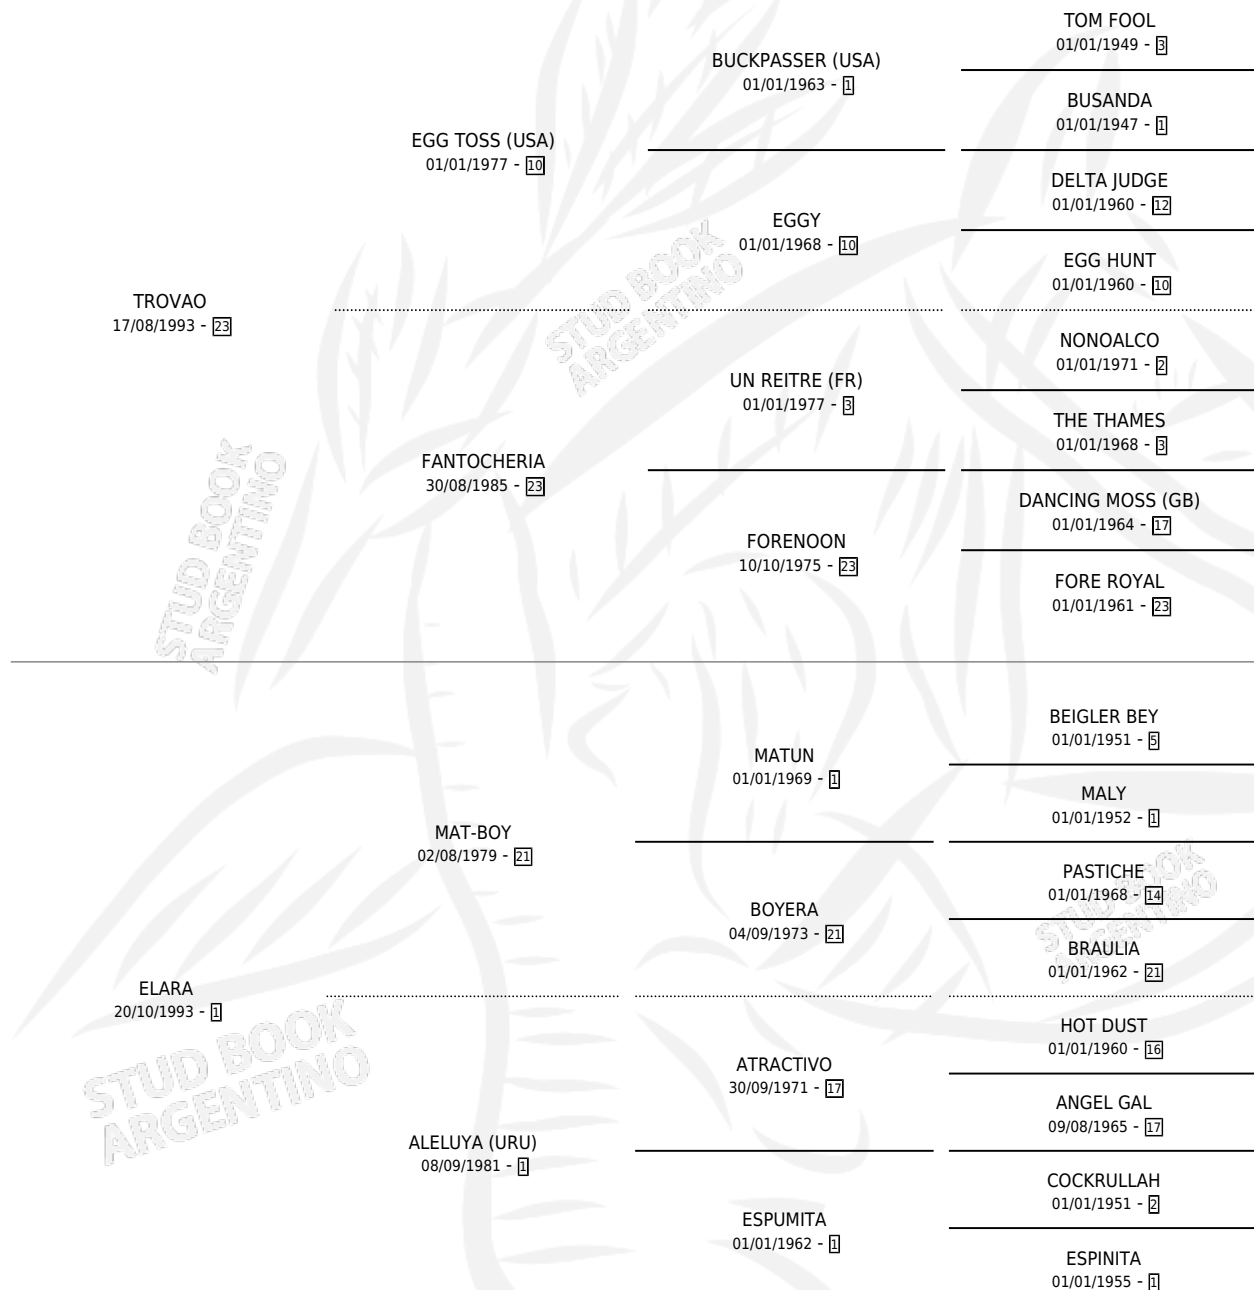 TOM FOOL
01/01/1949 - 3
BUCKPASSER (USA)
01/01/1963 - 1
BUSANDA
01/01/1947 - 1
EGG TOSS (USA)
01/01/1977 - 10
DELTA JUDGE
01/01/1960 - 12
EGGY
01/01/1968 - 10
EGG HUNT
01/01/1960 - 10
TROVAO
17/08/1993 - 23
NONOALCO
01/01/1971 - 2
UN REITRE (FR)
01/01/1977 - 3
THE THAMES
01/01/1968 - 3
FANTOCHERIA
30/08/1985 - 23
DANCING MOSS (GB)
01/01/1964 - 17
FORENOON
10/10/1975 - 23
FORE ROYAL
01/01/1961 - 23
BEIGLER BEY
01/01/1951 - 5
MATUN
01/01/1969 - 1
MALY
01/01/1952 - 1
MAT-BOY
02/08/1979 - 21
PASTICHE
01/01/1968 - 14
BOYERA
04/09/1973 - 21
BRAULIA
01/01/1962 - 21
ELARA
20/10/1993 - 1
HOT DUST
01/01/1960 - 16
ATRACTIVO
30/09/1971 - 17
ANGEL GAL
09/08/1965 - 17
ALELUYA (URU)
08/09/1981 - 1
COCKRULLAH
01/01/1951 - 2
ESPUMITA
01/01/1962 - 1
ESPINITA
01/01/1955 - 1
STUD BOOK
ARGENTINO
STUD BOOK
ARGENTINO
STUD BOOK
ARGENTINO
STUD BOOK
ARGENTINO